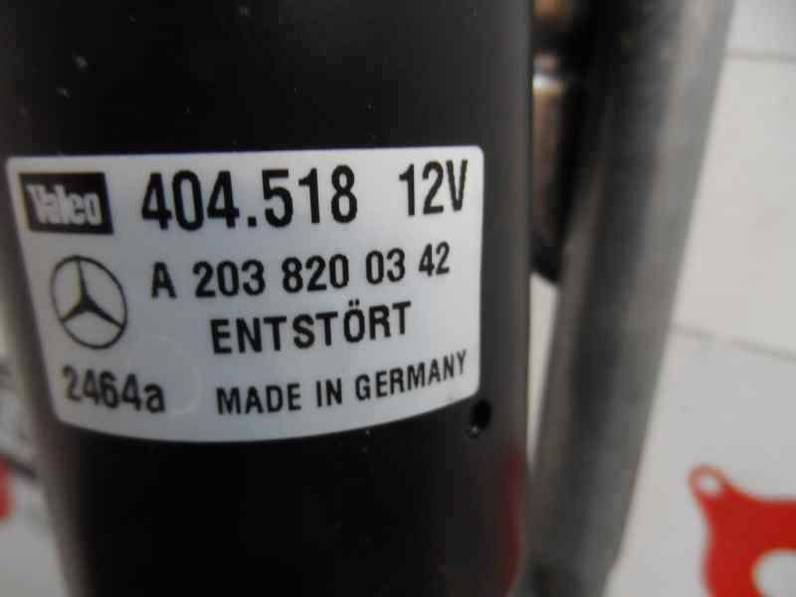 Valeo 404.518 12V
A 203 820 03 42
ENTSTÖRT
2464a MADE IN GERMANY